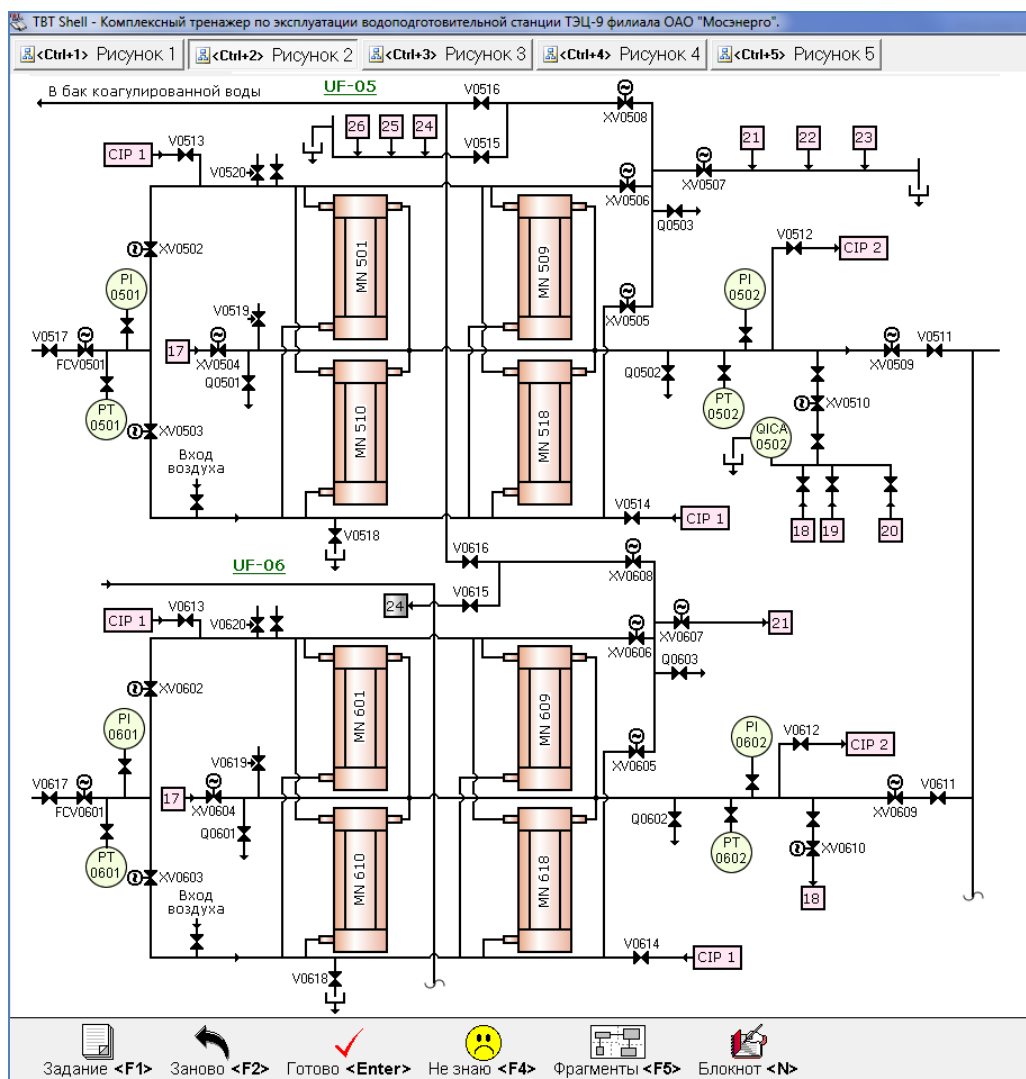 TBT Shell - Комплексный тренажер по эксплуатации водоподготовительной станции ТЭЦ-9 филиала ОАО "Мосэнерго".
<Ctrl+1> Рисунок 1 <Ctrl+2> Рисунок 2 <Ctrl+3> Рисунок 3 <Ctrl+4> Рисунок 4 <Ctrl+5> Рисунок 5
В бак коагулированной воды
UF-05
V0516
XV0508
26 25 24
V0515
21 22 23
V0513
CIP 1
V0520
XV0507
XV0506
Q0503
V0512
CIP 2
XV0502
MN 501
MN 509
PI 0501
PI 0502
V0519
XV0505
V0517
FCV0501
17
XV0504
Q0501
V0511
XV0509
Q0502
PT 0501
PT 0502
XV0510
MN 510
MN 518
XV0503
QICA 0502
Вход
воздуха
V0514
CIP 1
18 19 20
V0518
UF-06
V0616
XV0608
V0615
24
V0613
CIP 1
V0620
XV0607
21
XV0606
Q0603
XV0602
MN 601
MN 609
PI 0601
PI 0602
V0612
CIP 2
V0619
XV0605
V0617
FCV0601
17
XV0604
Q0601
V0611
XV0609
Q0602
PT 0601
PT 0602
XV0610
MN 610
MN 618
XV0603
18
Вход
воздуха
V0614
CIP 1
V0618
Задание <F1> Заново <F2> Готово <Enter> Не знаю <F4> Фрагменты <F5> Блокнот <N>